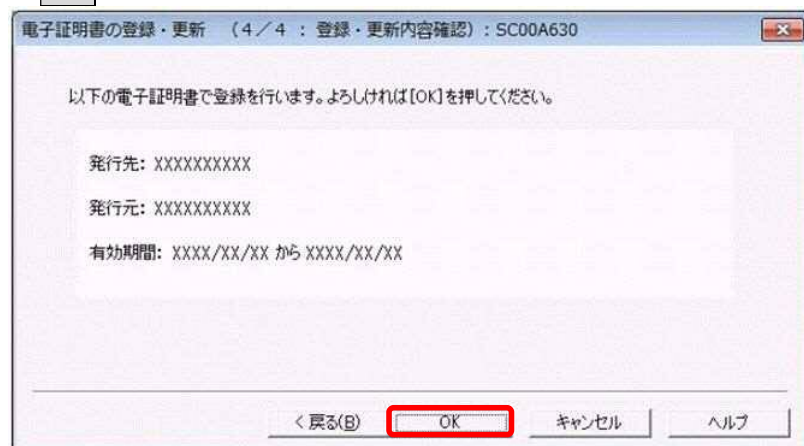 電子証明書の登録・更新 （４／４ ： 登録・更新内容確認）: SC00A630
以下の電子証明書で登録を行います。よろしければ[OK]を押してください。
発行先: XXXXXXXXXX
発行元: XXXXXXXXXX
有効期間: XXXX/XX/XX から XXXX/XX/XX
< 戻る(B) OK キャンセル ヘルプ